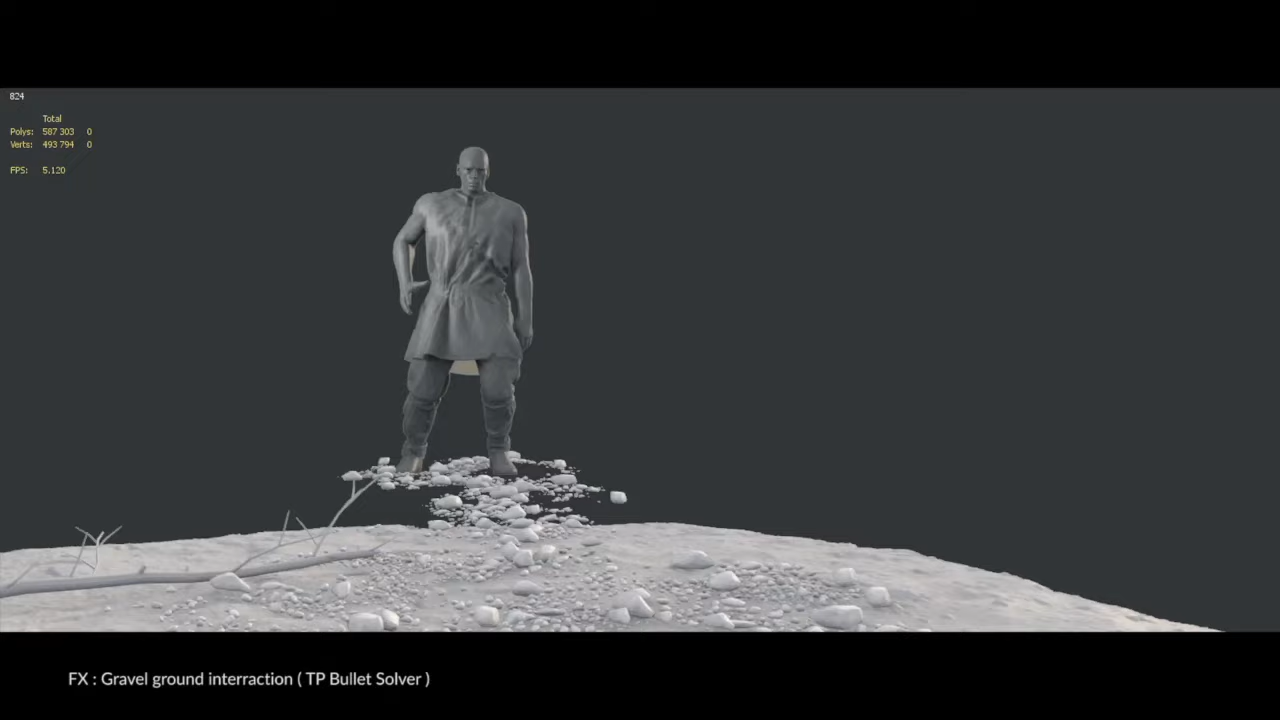 824
Total
Polys: 587 303 0
Verts: 493 794 0
FPS: 5.120
FX : Gravel ground interraction ( TP Bullet Solver )